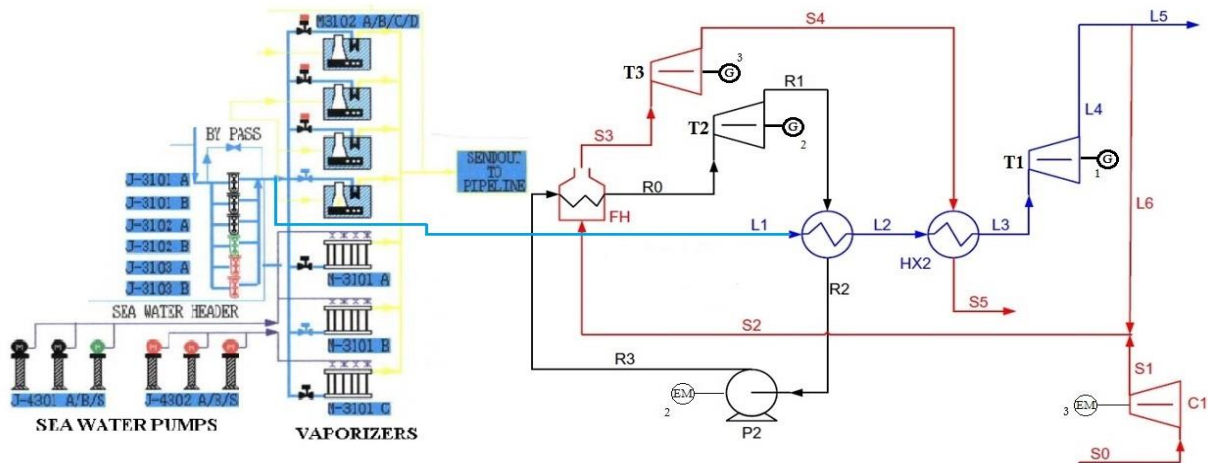 M3102 A/B/C/D
BY PASS
J-3101 A
J-3101 B
J-3102 A
J-3102 B
J-3103 A
J-3103 B
SEA WATER HEADER
M
M
M
M
M
M
J-4301 A/B/S
J-4302 A/B/S
SEA WATER PUMPS
M-3101 A
M-3101 B
M-3101 C
VAPORIZERS
SENDOUT
TO
PIPELINE
S4
L5
T3
G
3
R1
S3
T2
G
2
L4
T1
G
1
R0
FH
L6
L1
L2
L3
HX2
R2
S5
S2
R3
S1
EM
2
P2
EM
3
C1
S0